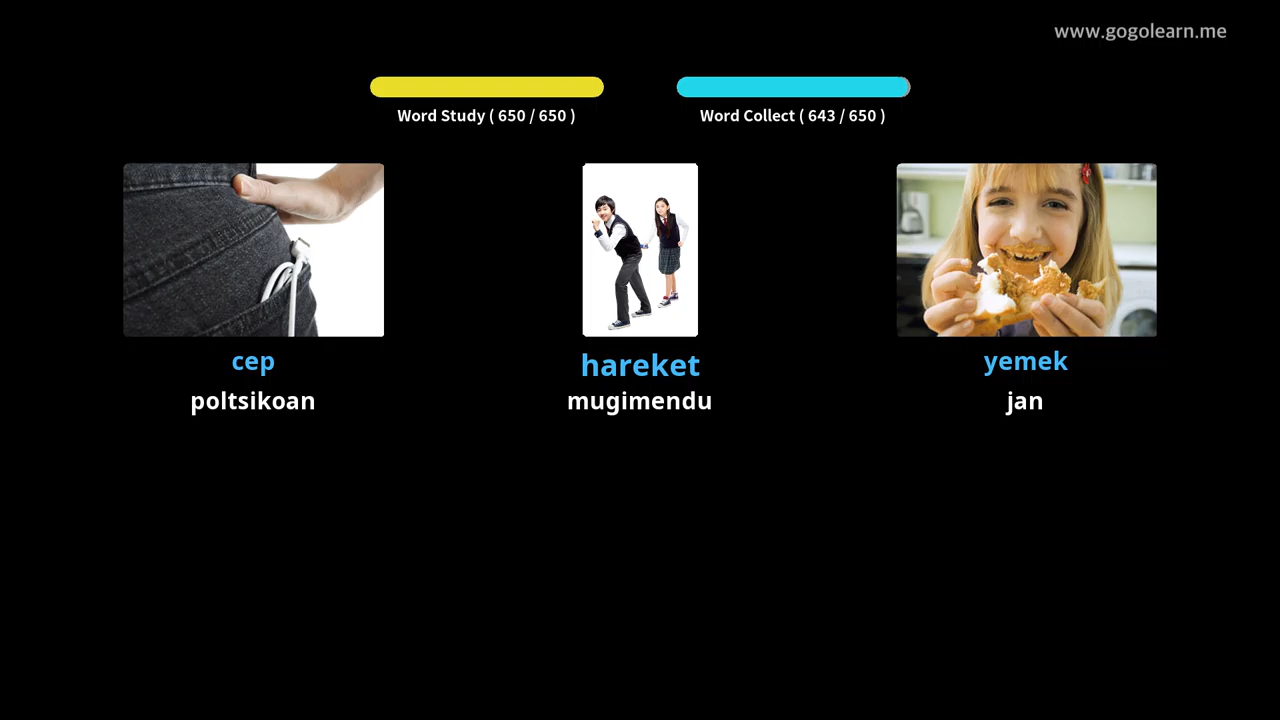 www.gogolearn.me
Word Study ( 650 / 650 )
Word Collect ( 643 / 650 )
cep
hareket
yemek
poltsikoan
mugimendu
jan